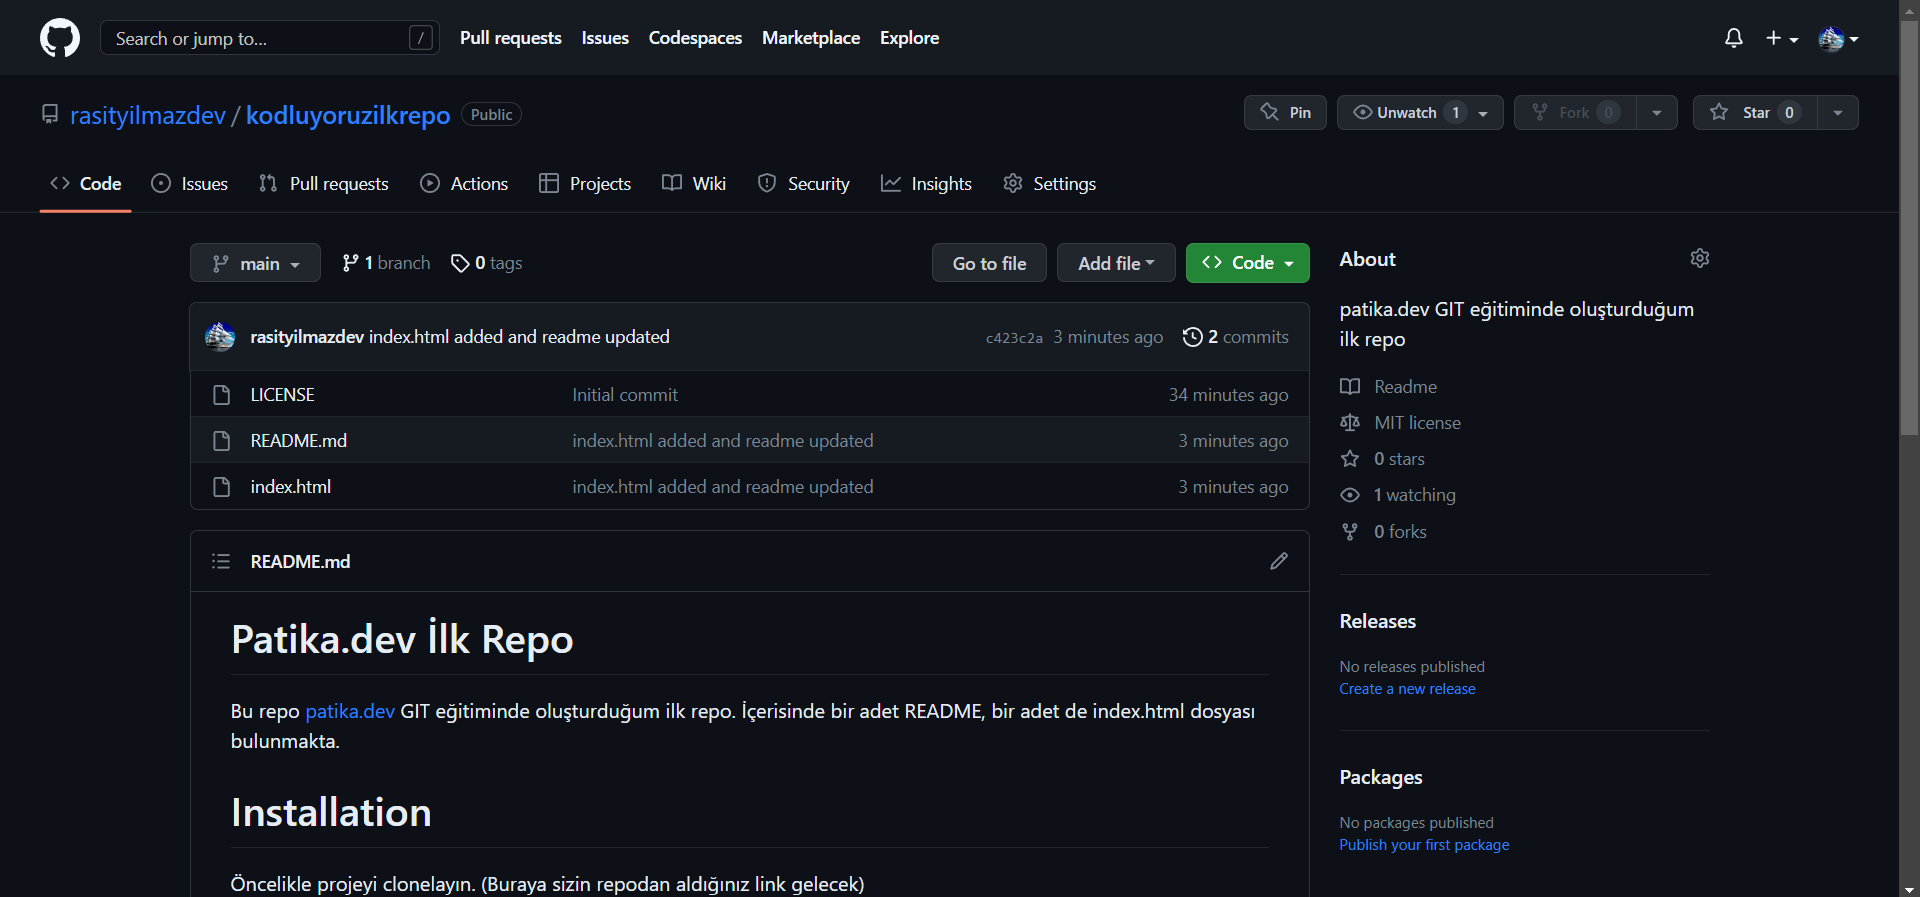 Search or jump to... /
Pull requests Issues Codespaces Marketplace Explore
rasityilmazdev / kodluyoruzilkrepo Public
Pin Unwatch 1 Fork 0 Star 0
Code Issues Pull requests Actions Projects Wiki Security Insights Settings
main 1 branch 0 tags Go to file Add file Code
rasityilmazdev index.html added and readme updated c423c2a 3 minutes ago 2 commits
LICENSE Initial commit 34 minutes ago
README.md index.html added and readme updated 3 minutes ago
index.html index.html added and readme updated 3 minutes ago
README.md
Patika.dev İlk Repo
Bu repo patika.dev GIT eğitiminde oluşturduğum ilk repo. İçerisinde bir adet README, bir adet de index.html dosyası
bulunmakta.
Installation
Öncelikle projeyi clonelayın. (Buraya sizin repodan aldığınız link gelecek)
About
patika.dev GIT eğitiminde oluşturduğum
ilk repo
Readme
MIT license
0 stars
1 watching
0 forks
Releases
No releases published
Create a new release
Packages
No packages published
Publish your first package